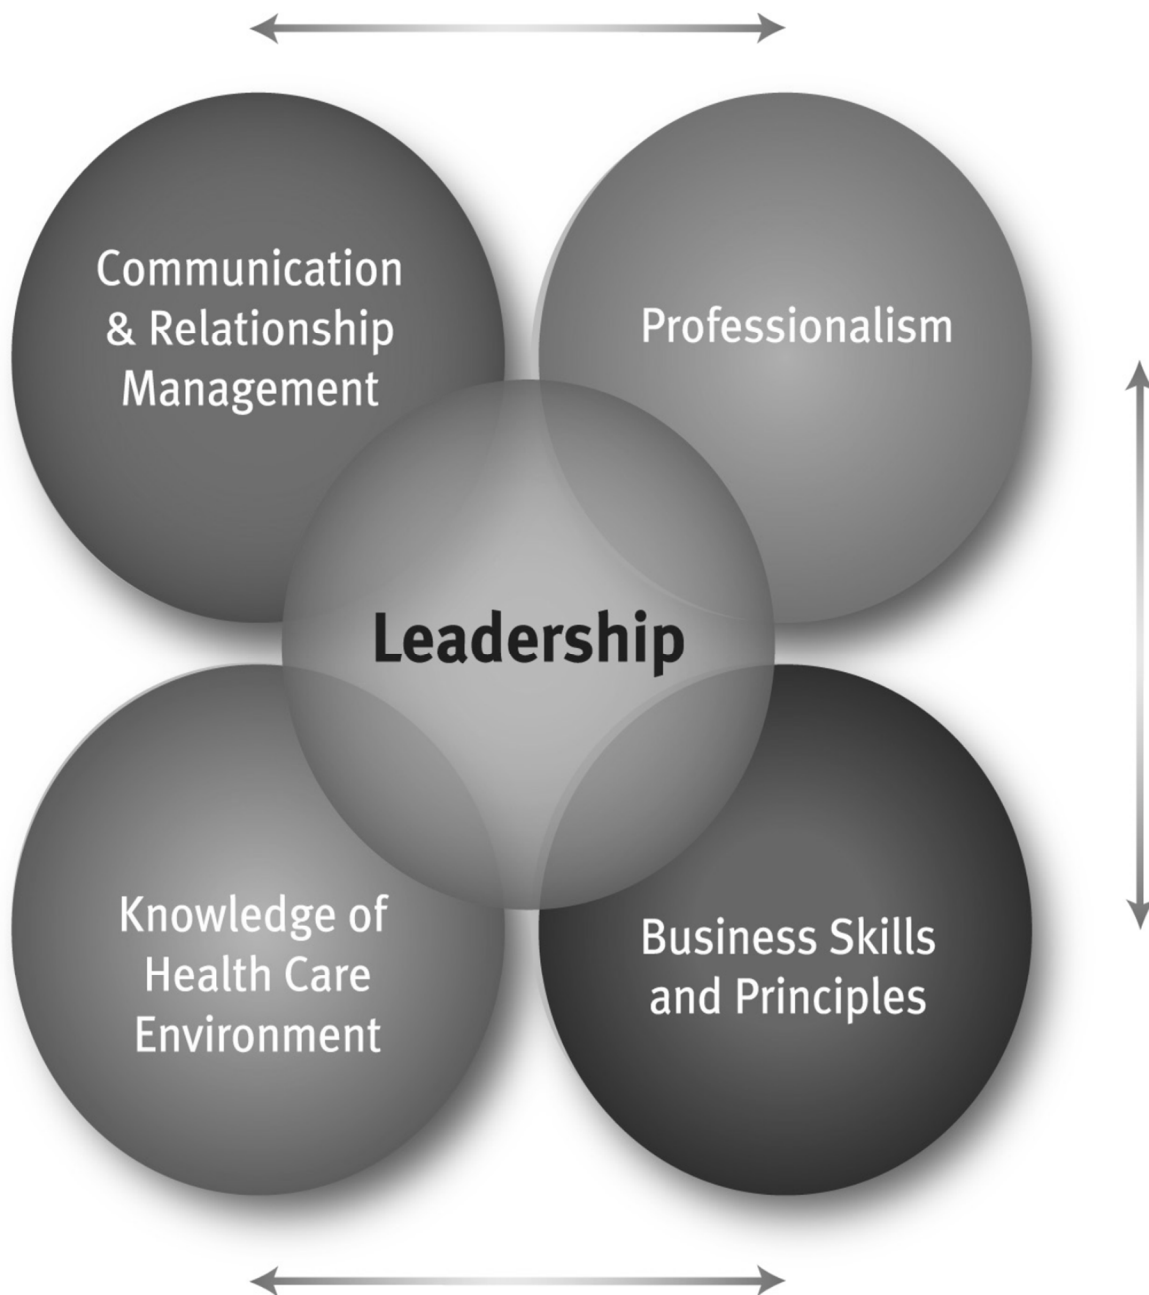 Communication
& Relationship
Management
Professionalism
Leadership
Knowledge of
Health Care
Environment
Business Skills
and Principles